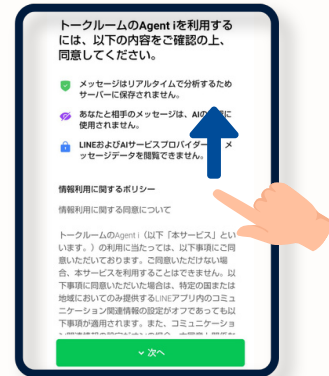 トークルームのAgent iを利用する
には、以下の内容をご確認の上、
同意してください。
メッセージはリアルタイムで分析するため
サーバーに保存されません。
あなたと相手のメッセージは、AIの
使用されません。
LINEおよびAIサービスプロバイダー
ッセージデータを閲覧できません。
情報利用に関するポリシー
情報利用に関する同意について
トークルームのAgent i（以下「本サービス」とい
います。）の利用に当たっては、以下事項にご同
意いただいております。ご同意いただけない場
合、本サービスを利用することはできません。以
下事項に同意いただいた場合は、特定の国または
地域においてのみ提供するLINEアプリ内のコミュ
ニケーション関連情報の設定がオフであっても以
下事項が適用されます。また、コミュニケーショ
次へ